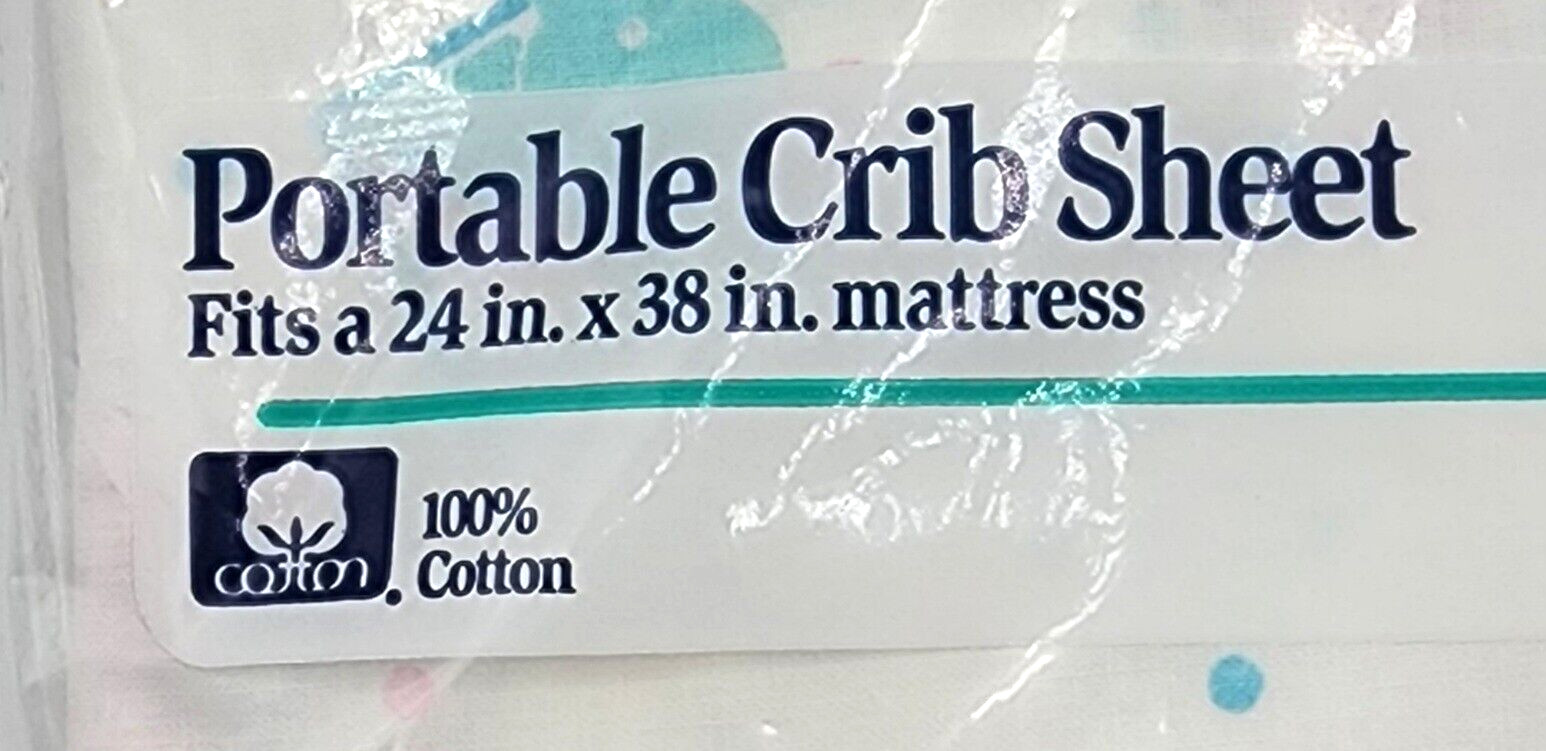 Portable Crib Sheet
Fits a 24 in. x 38 in. mattress
cotton
100%
Cotton